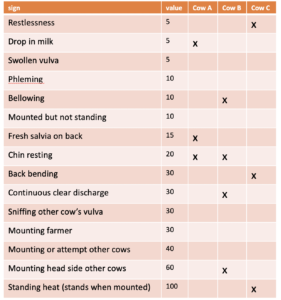 sign value Cow A Cow B Cow C
Restlessness 5 X
Drop in milk 5 X
Swollen vulva 5
Phleming 10
Bellowing 10 X
Mounted but not standing 10
Fresh salvia on back 15 X
Chin resting 20 X X
Back bending 30 X
Continuous clear discharge 30 X
Sniffing other cow's vulva 30
Mounting farmer 30
Mounting or attempt other cows 40
Mounting head side other cows 60 X
Standing heat (stands when mounted) 100 X